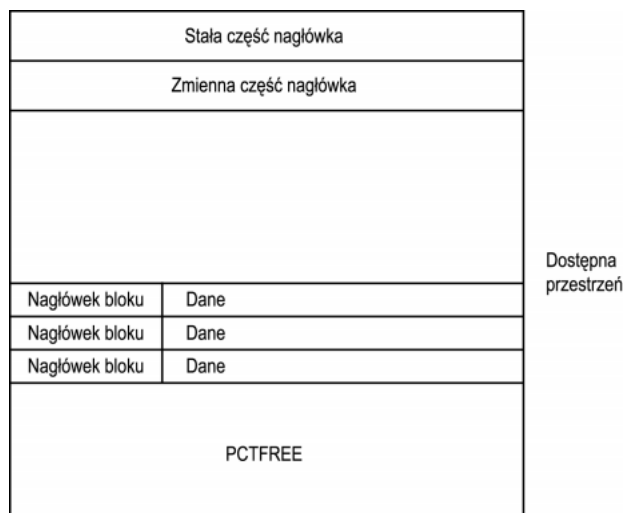 Stała część nagłówka
Zmienna część nagłówka
Dostępna
przestrzeń
Nagłówek bloku Dane
Nagłówek bloku Dane
Nagłówek bloku Dane
PCTFREE